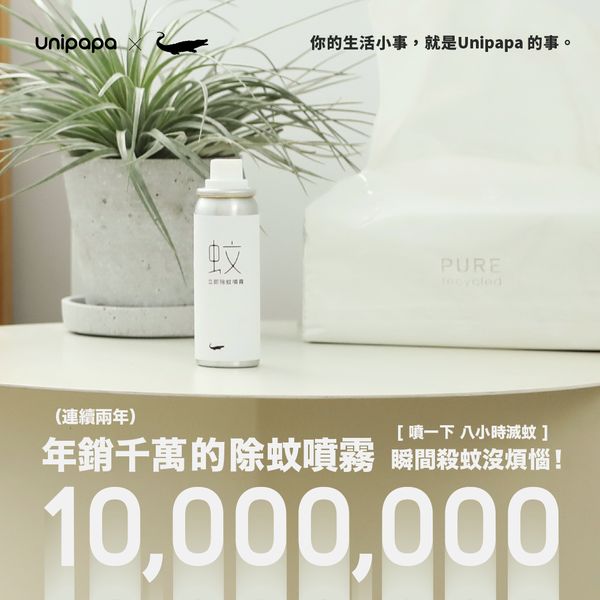 unipapa ×
你的生活小事，就是Unipapa 的事。
PURE
recycled
蚊
立即除蚊噴霧
（連續兩年）
年銷千萬的除蚊噴霧
[ 噴一下 八小時滅蚊 ]
瞬間殺蚊沒煩惱！
10,000,000